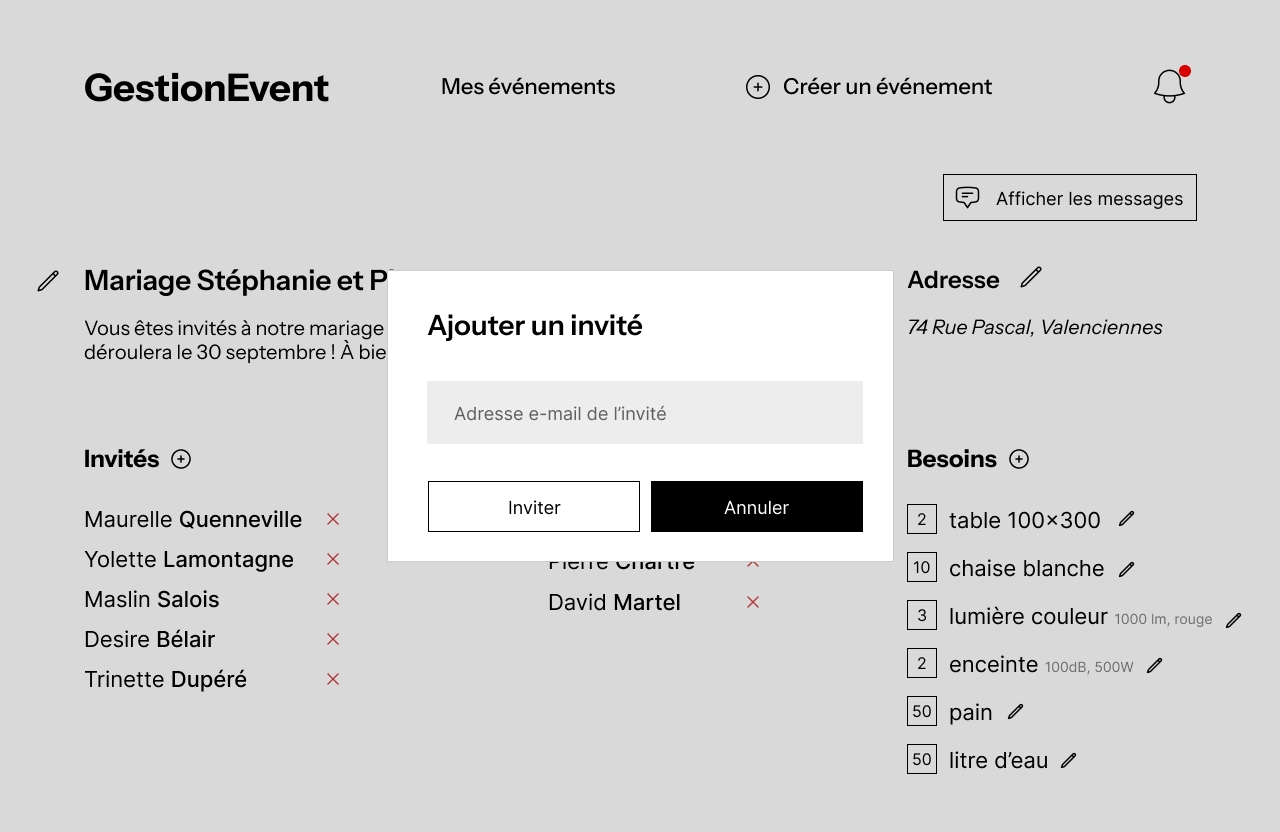 GestionEvent
Mes événements
Créer un événement
Afficher les messages
Mariage Stéphanie et
Vous êtes invités à notre mariage
déroulera le 30 septembre ! À
Ajouter un invité
Adresse e-mail de l’invité
Inviter
Annuler
Adresse
74 Rue Pascal, Valenciennes
Invités
Maurelle Quenneville
Yolette Lamontagne
Maslin Salois
Desire Bélair
Trinette Dupéré
Pierre Chartré
David Martel
Besoins
2 table 100×300
10 chaise blanche
3 lumière couleur 1000 lm, rouge
2 enceinte 100dB, 500W
50 pain
50 litre d’eau